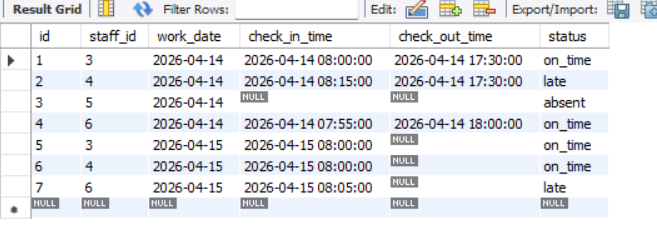 Result Grid Filter Rows: Edit: Export/Import:
id staff_id work_date check_in_time check_out_time status
1 3 2026-04-14 2026-04-14 08:00:00 2026-04-14 17:30:00 on_time
2 4 2026-04-14 2026-04-14 08:15:00 2026-04-14 17:30:00 late
3 5 2026-04-14 NULL NULL absent
4 6 2026-04-14 2026-04-14 07:55:00 2026-04-14 18:00:00 on_time
5 3 2026-04-15 2026-04-15 08:00:00 NULL on_time
6 4 2026-04-15 2026-04-15 08:00:00 NULL on_time
7 6 2026-04-15 2026-04-15 08:05:00 NULL late
NULL NULL NULL NULL NULL NULL